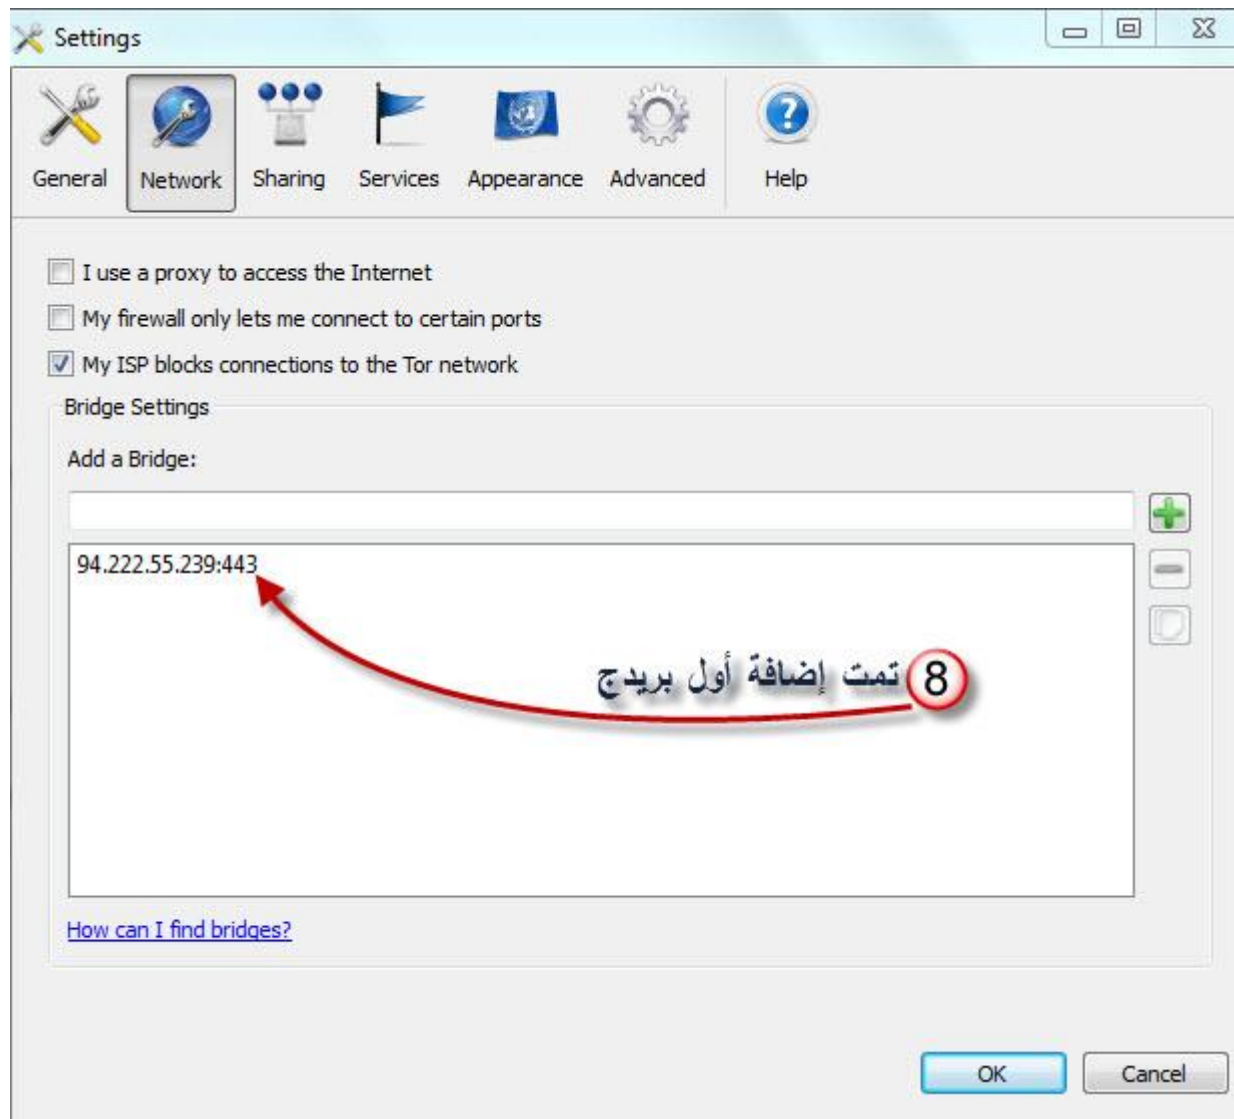 Settings
General Network Sharing Services Appearance Advanced Help
I use a proxy to access the Internet
My firewall only lets me connect to certain ports
My ISP blocks connections to the Tor network
Bridge Settings
Add a Bridge:
94.222.55.239:443
8 تمت إضافة أول بريدج
How can I find bridges?
OK Cancel